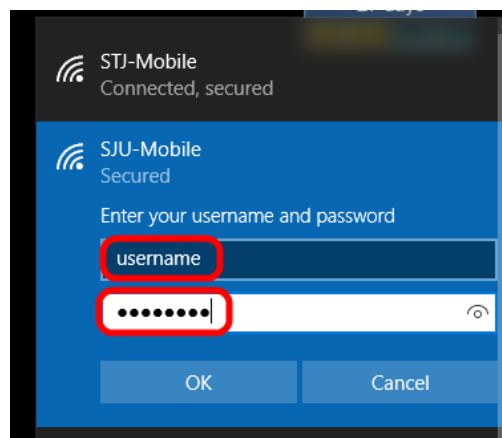 STJ-Mobile
Connected, secured
SJU-Mobile
Secured
Enter your username and password
username
••••••••
OK
Cancel